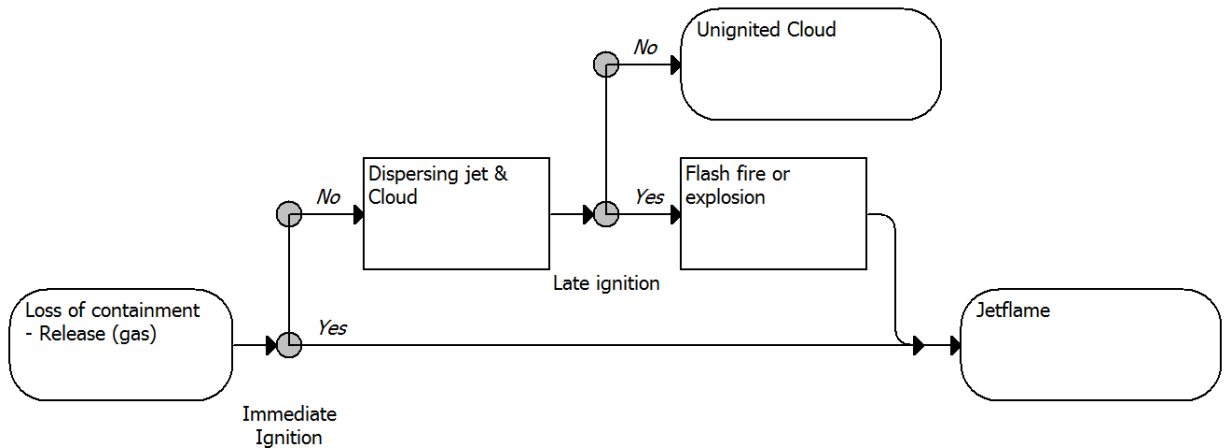 Unignited Cloud
No
Dispersing jet &
Cloud
No
Flash fire or
explosion
Yes
Late ignition
Loss of containment
- Release (gas)
Yes
Jetflame
Immediate
Ignition